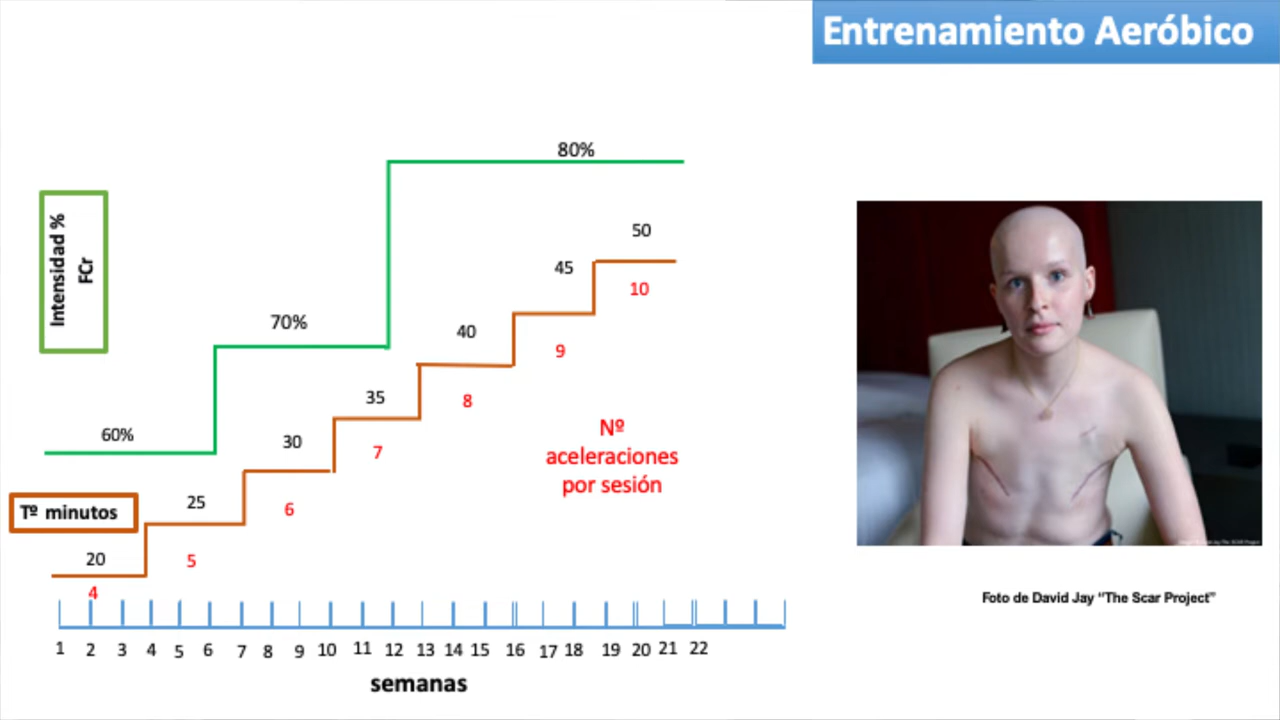 Entrenamiento Aeróbico
80%
Intensidad %
FCr
50
45
10
70%
40
9
35
8
60%
30
7
Nº
aceleraciones
por sesión
25
6
Tº minutos
20
5
4
1 2 3 4 5 6 7 8 9 10 11 12 13 14 15 16 17 18 19 20 21 22
semanas
Foto de David Jay “The Scar Project”